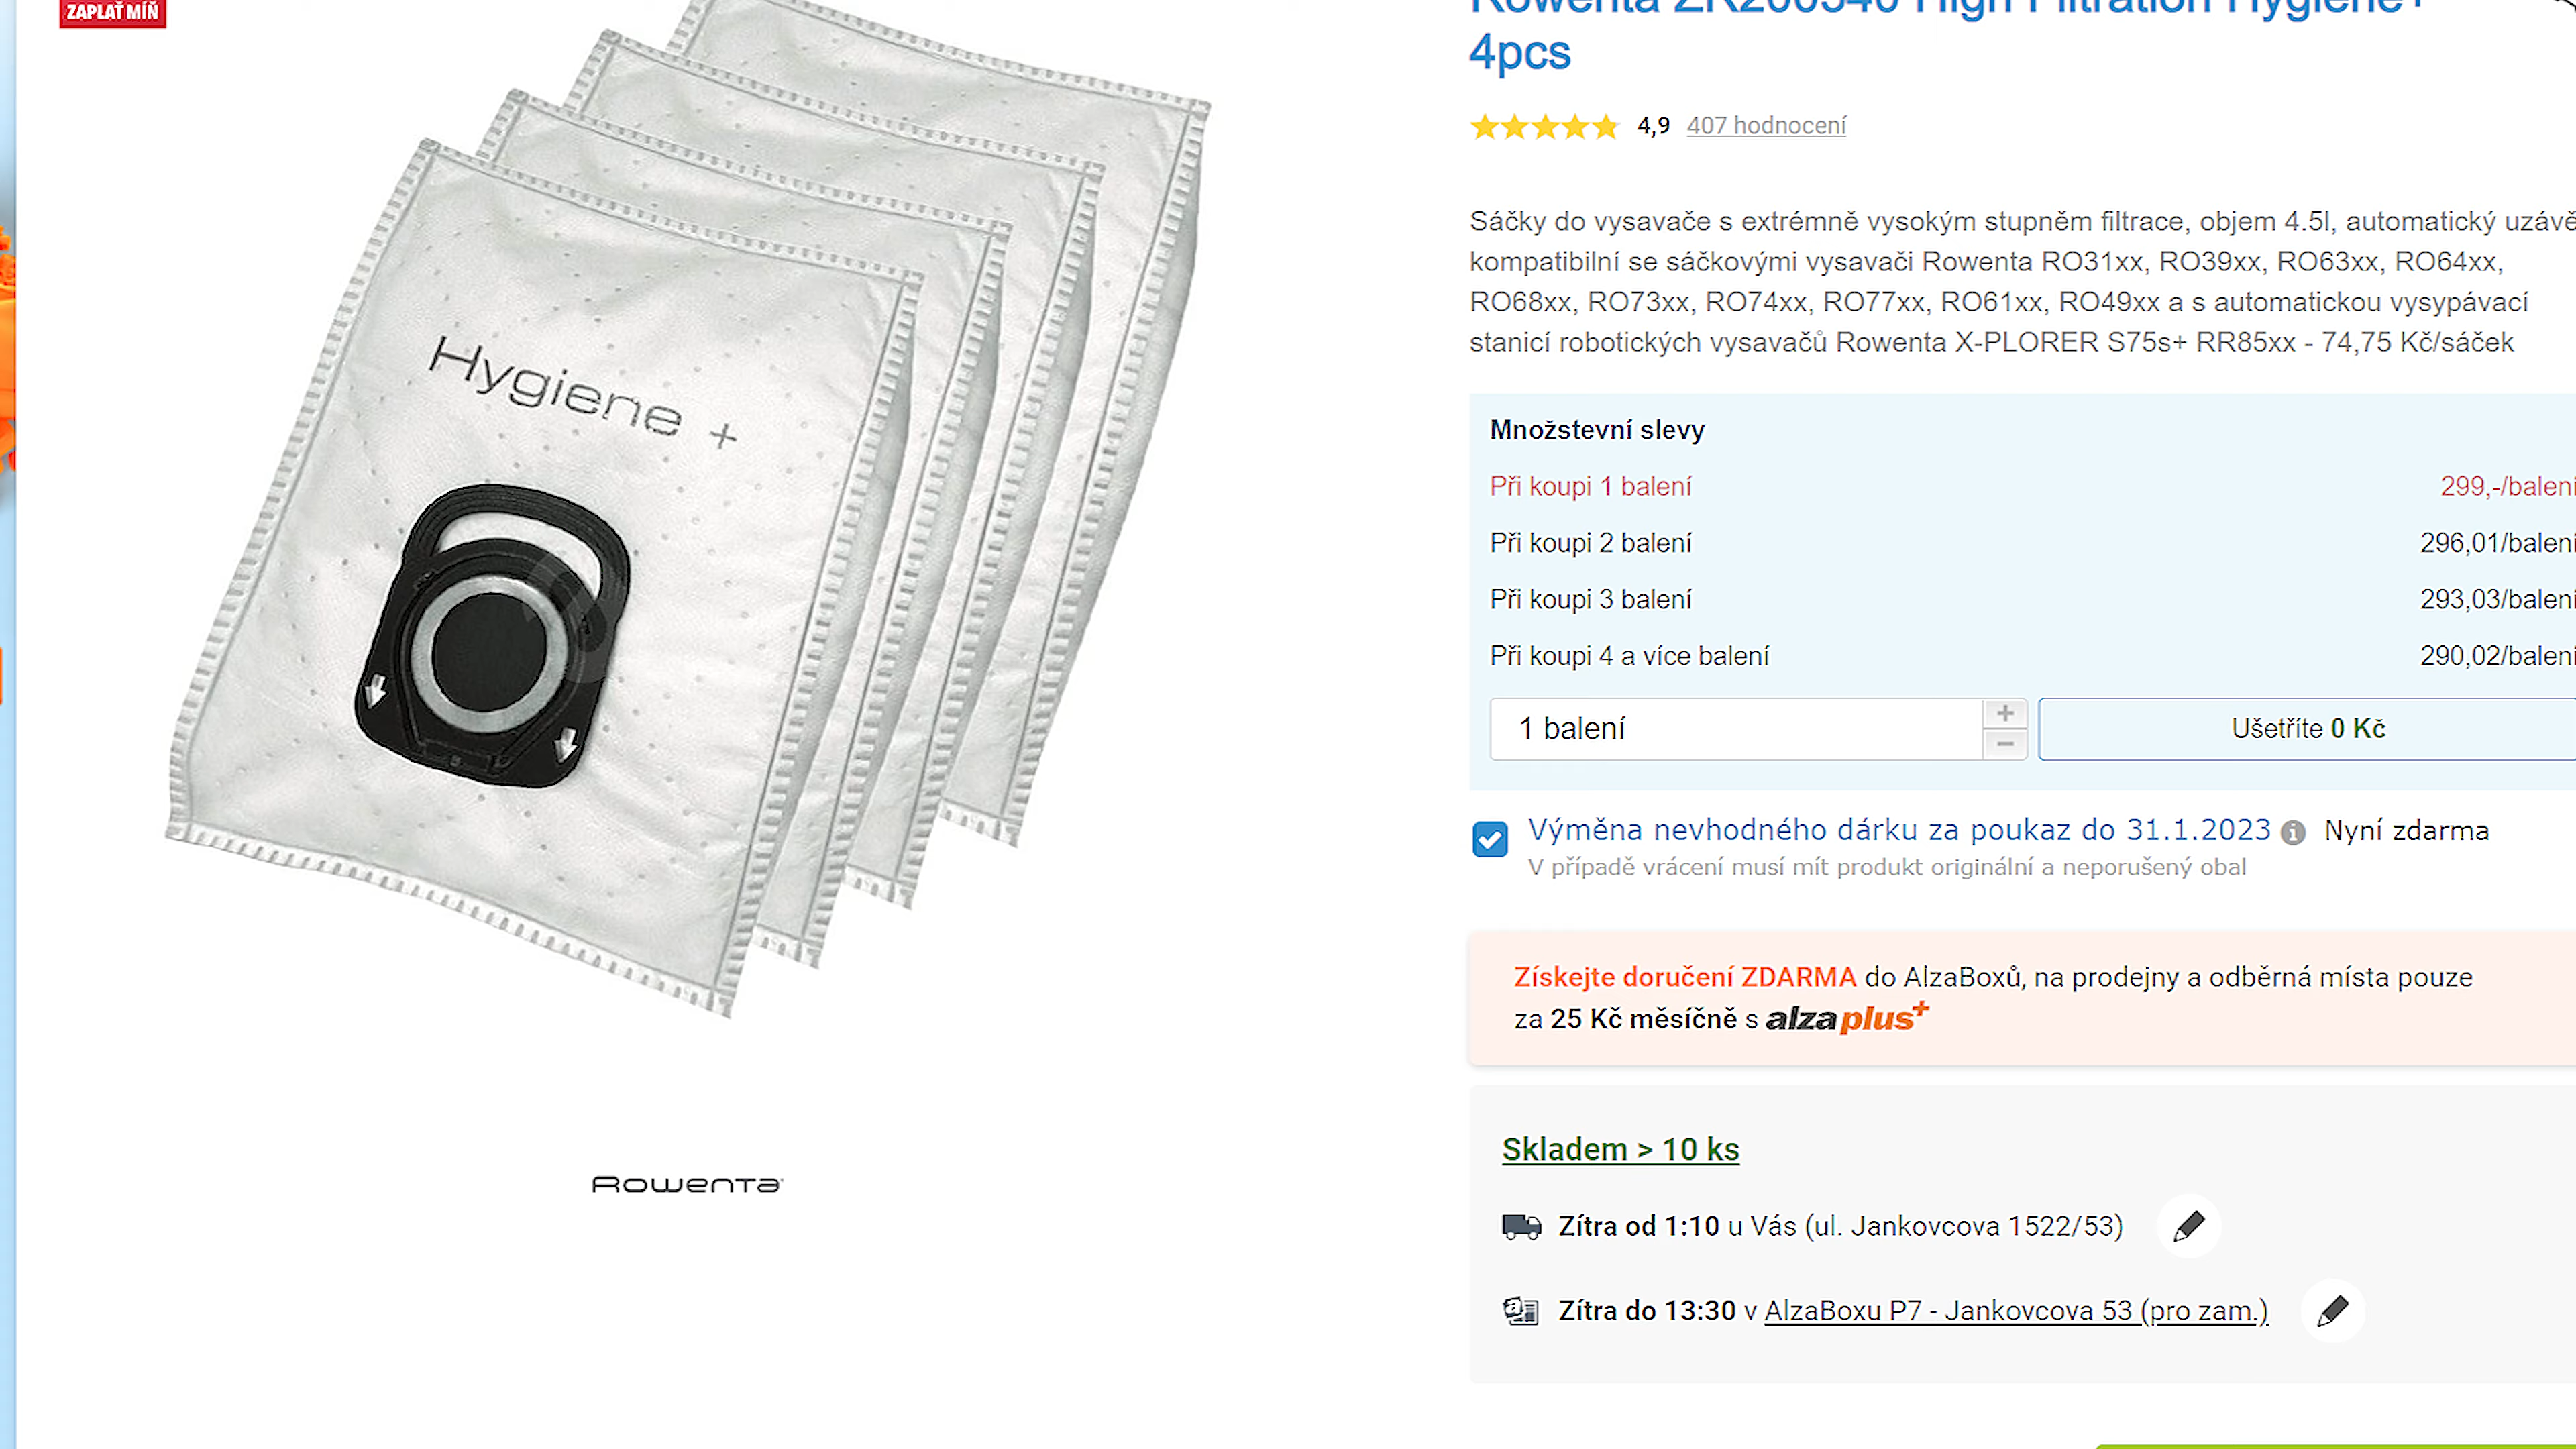 ZAPLAŤ MÍŇ
Rowenta ZR200540 High Filtration Hygiene+
4pcs
4,9 407 hodnocení
Sáčky do vysavače s extrémně vysokým stupněm filtrace, objem 4.5l, automatický
kompatibilní se sáčkovými vysavači Rowenta RO31xx, RO39xx, RO63xx, RO64xx,
RO68xx, RO73xx, RO74xx, RO77xx, RO61xx, RO49xx a s automatickou vysypávací
stanicí robotických vysavačů Rowenta X-PLORER S75s+ RR85xx - 74,75 Kč/sáček
Hygiene +
Množstevní slevy
Při koupi 1 balení 299,-/balení
Při koupi 2 balení 296,01/balení
Při koupi 3 balení 293,03/balení
Při koupi 4 a více balení 290,02/balení
1 balení + − Ušetříte 0 Kč
Výměna nevhodného dárku za poukaz do 31.1.2023 i Nyní zdarma
V případě vrácení musí mít produkt originální a neporušený obal
Získejte doručení ZDARMA do AlzaBoxů, na prodejny a odběrná místa pouze
za 25 Kč měsíčně s alzaplus+
Skladem > 10 ks
Rowenta
Zítra od 1:10 u Vás (ul. Jankovcova 1522/53)
Zítra do 13:30 v AlzaBoxu P7 - Jankovcova 53 (pro zam.)